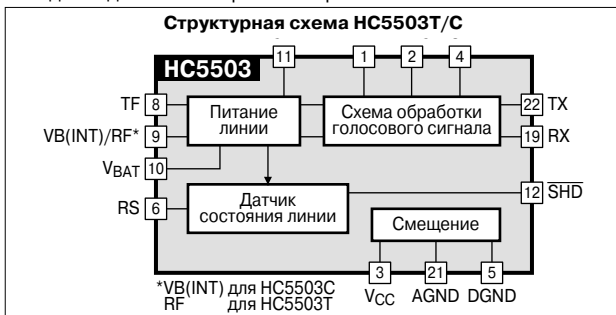 Структурная схема HC5503T/C
HC5503
11
1
2
4
TF
8
Питание
линии
Схема обработки
голосового сигнала
22
TX
VB(INT)/RF*
9
19
RX
VBAT
10
RS
6
Датчик
состояния линии
12
SHD
Смещение
3
21
5
VCC
AGND
DGND
*VB(INT) для HC5503C
RF для HC5503T